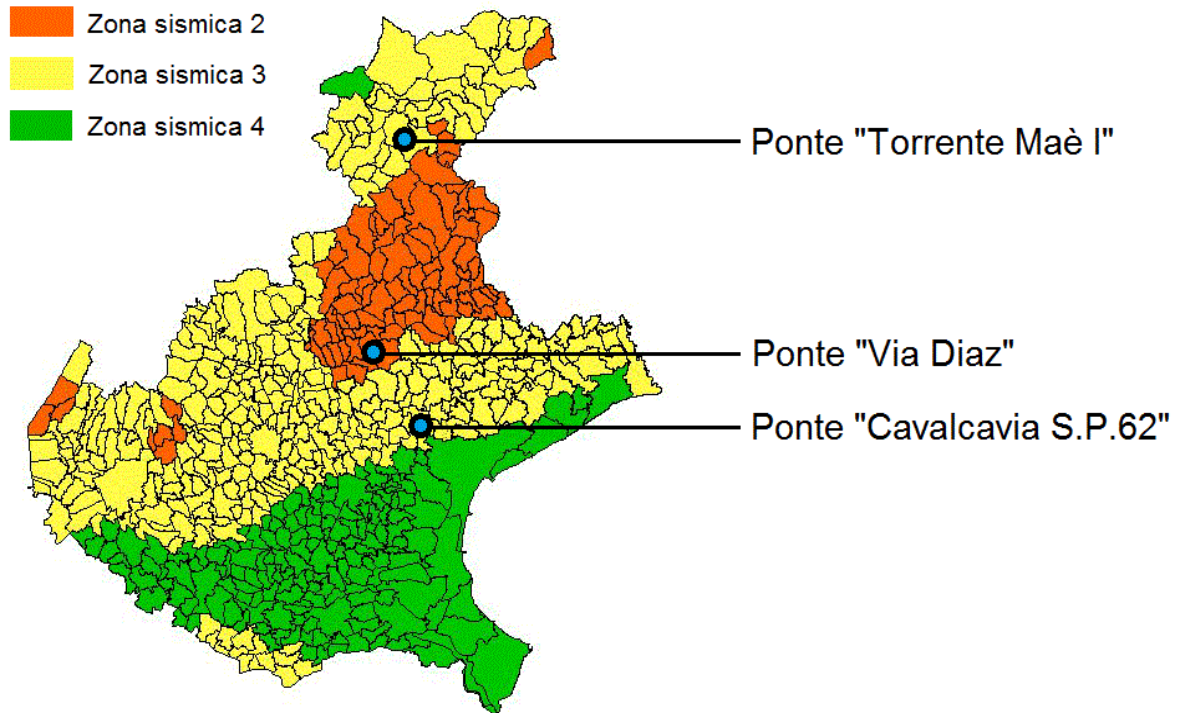 Zona sismica 2
Zona sismica 3
Zona sismica 4
Ponte "Torrente Maè I"
Ponte "Via Diaz"
Ponte "Cavalcavia S.P.62"